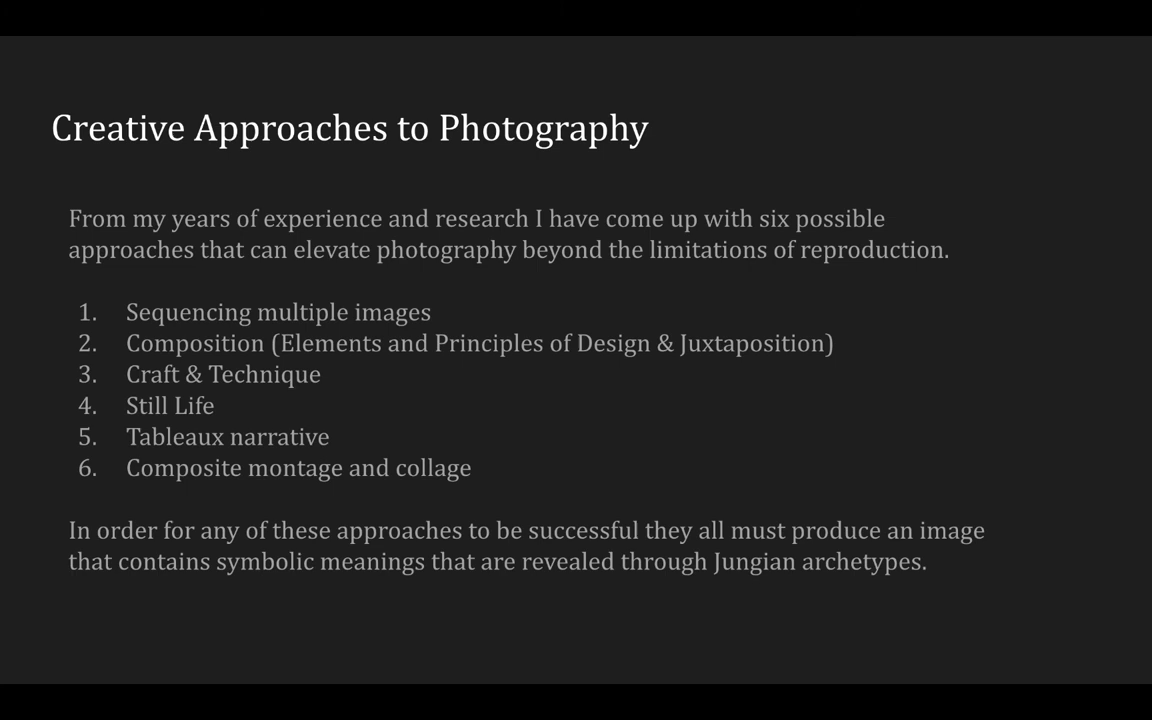 Creative Approaches to Photography
From my years of experience and research I have come up with six possible
approaches that can elevate photography beyond the limitations of reproduction.
1. Sequencing multiple images
2. Composition (Elements and Principles of Design & Juxtaposition)
3. Craft & Technique
4. Still Life
5. Tableaux narrative
6. Composite montage and collage
In order for any of these approaches to be successful they all must produce an image
that contains symbolic meanings that are revealed through Jungian archetypes.